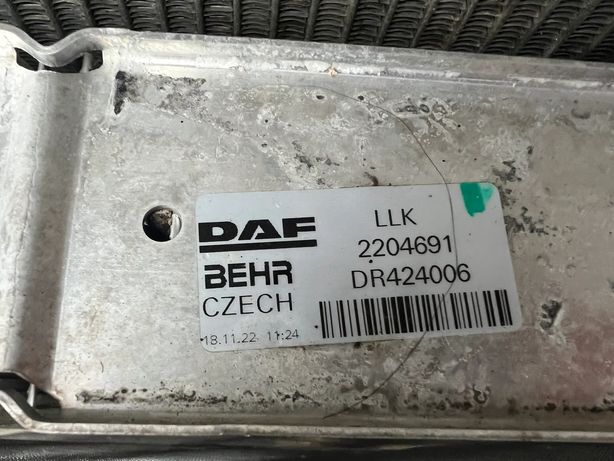 DAF LLK
2204691
BEHR DR424006
CZECH
18.11.22 11:24